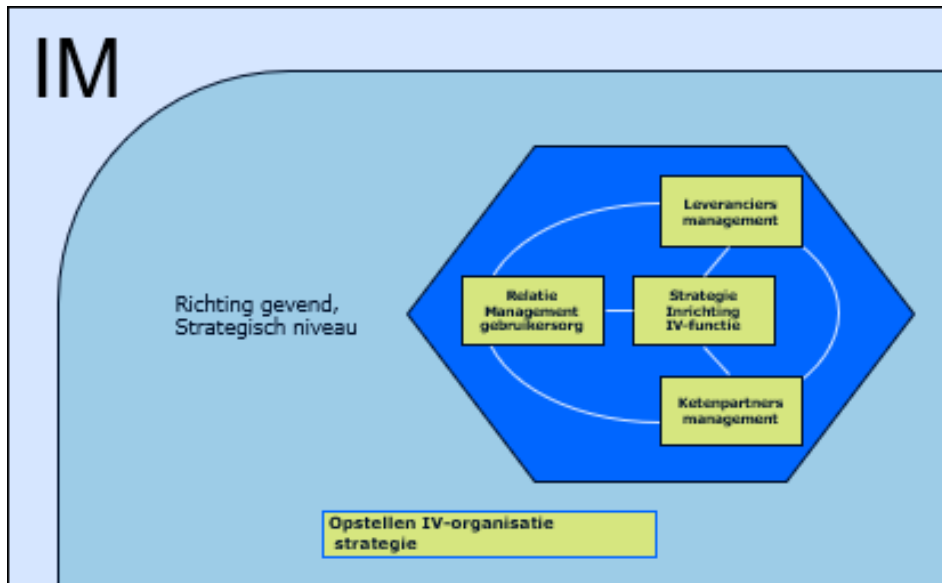 IM
Leveranciers
management
Richting gevend,
Strategisch niveau
Relatie
Management
gebruikersorg
Strategie
Inrichting
IV-functie
Ketenpartners
management
Opstellen IV-organisatie
strategie